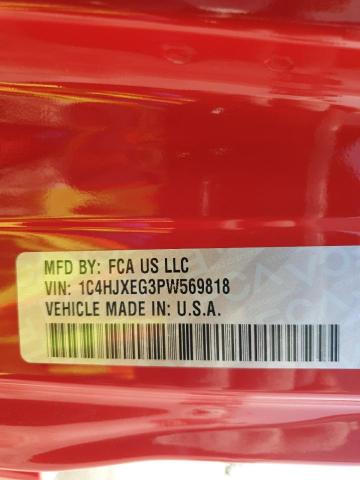 MFD BY: FCA US LLC
VIN: 1C4HJXEG3PW569818
VEHICLE MADE IN: U.S.A.